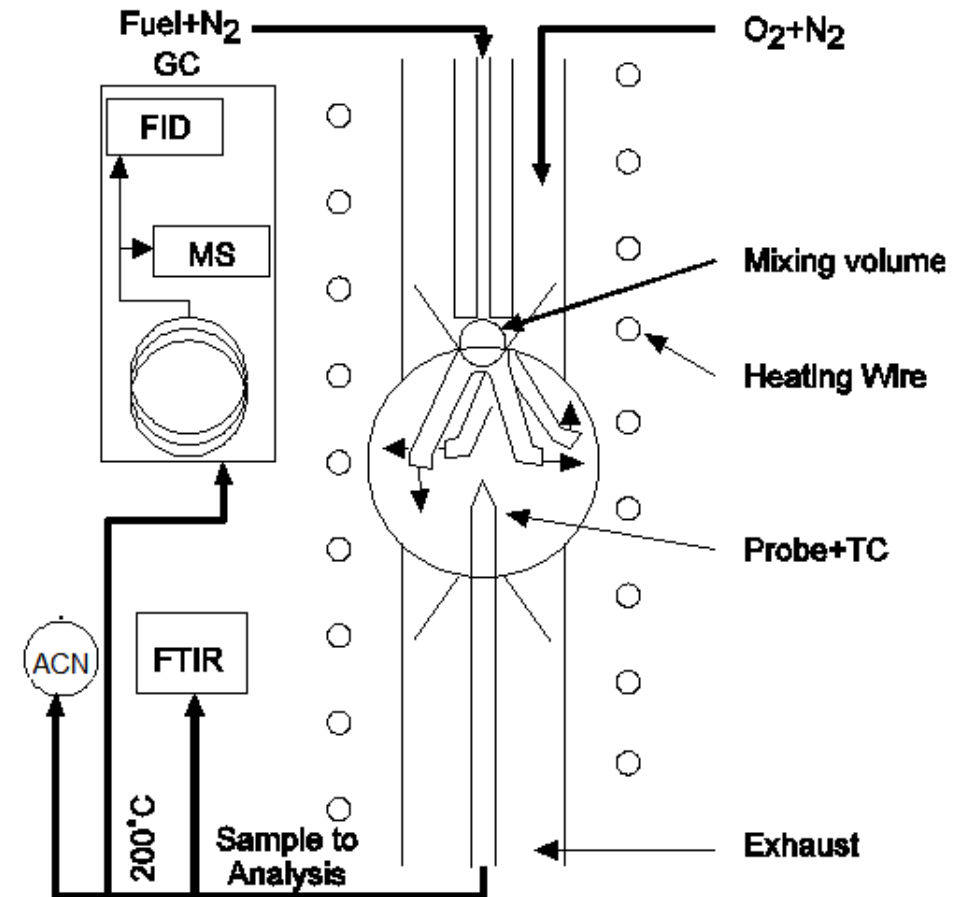 Fuel+N2
O2+N2
GC
FID
MS
Mixing volume
Heating Wire
Probe+TC
ACN
FTIR
200°C
Sample to
Analysis
Exhaust